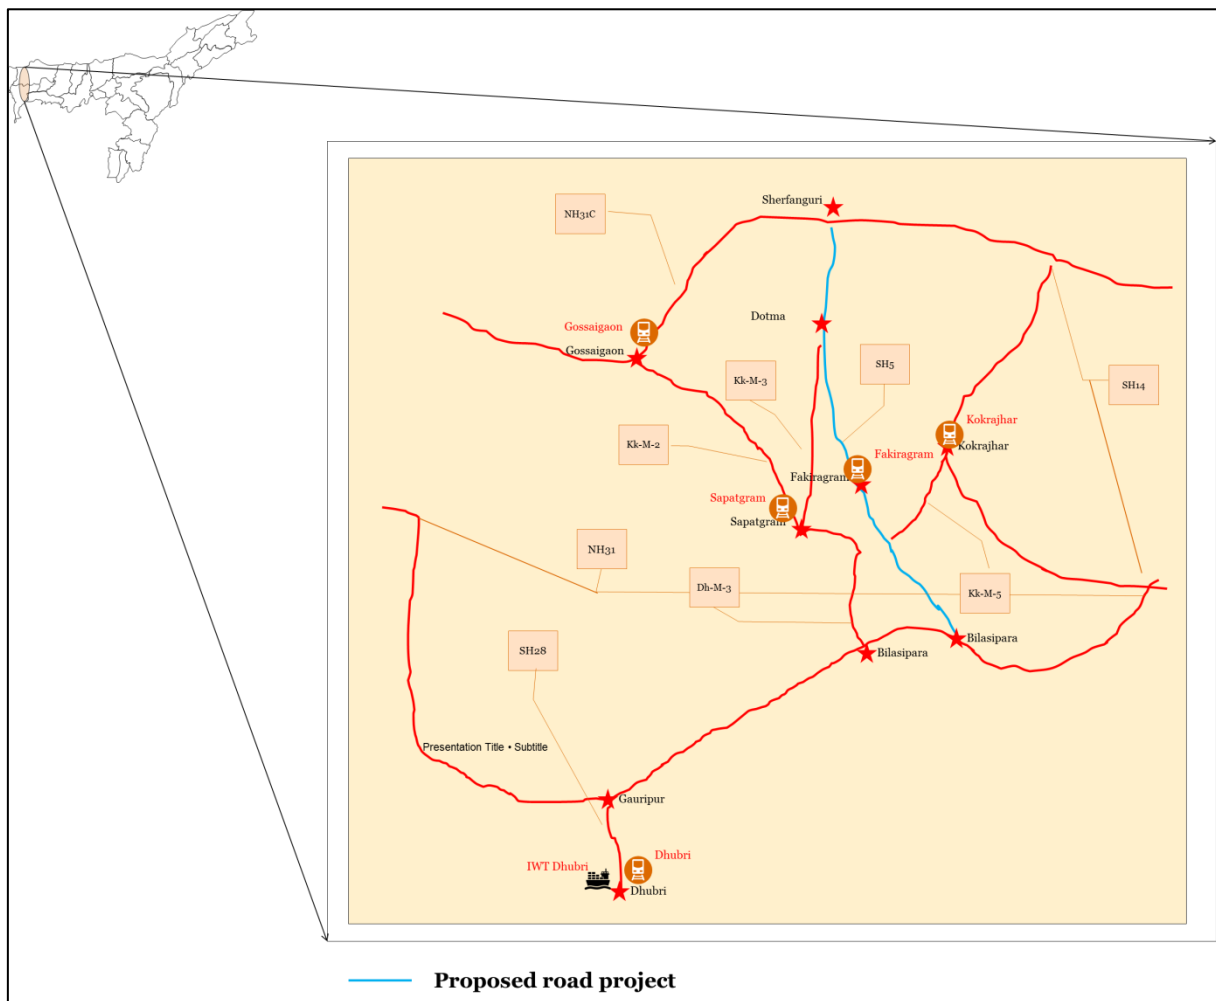 Sherfanguri
NH31C
Dotma
Gossaigaon
Gossaigaon
SH5
Kk-M-3
SH14
Kokrajhar
Kk-M-2
Kokrajhar
Fakiragram
Fakiragram
Sapatgram
Sapatgram
NH31
Dh-M-3
Kk-M-5
Bilasipara
SH28
Bilasipara
Presentation Title • Subtitle
Gauripur
Dhubri
IWT Dhubri
Dhubri
Proposed road project